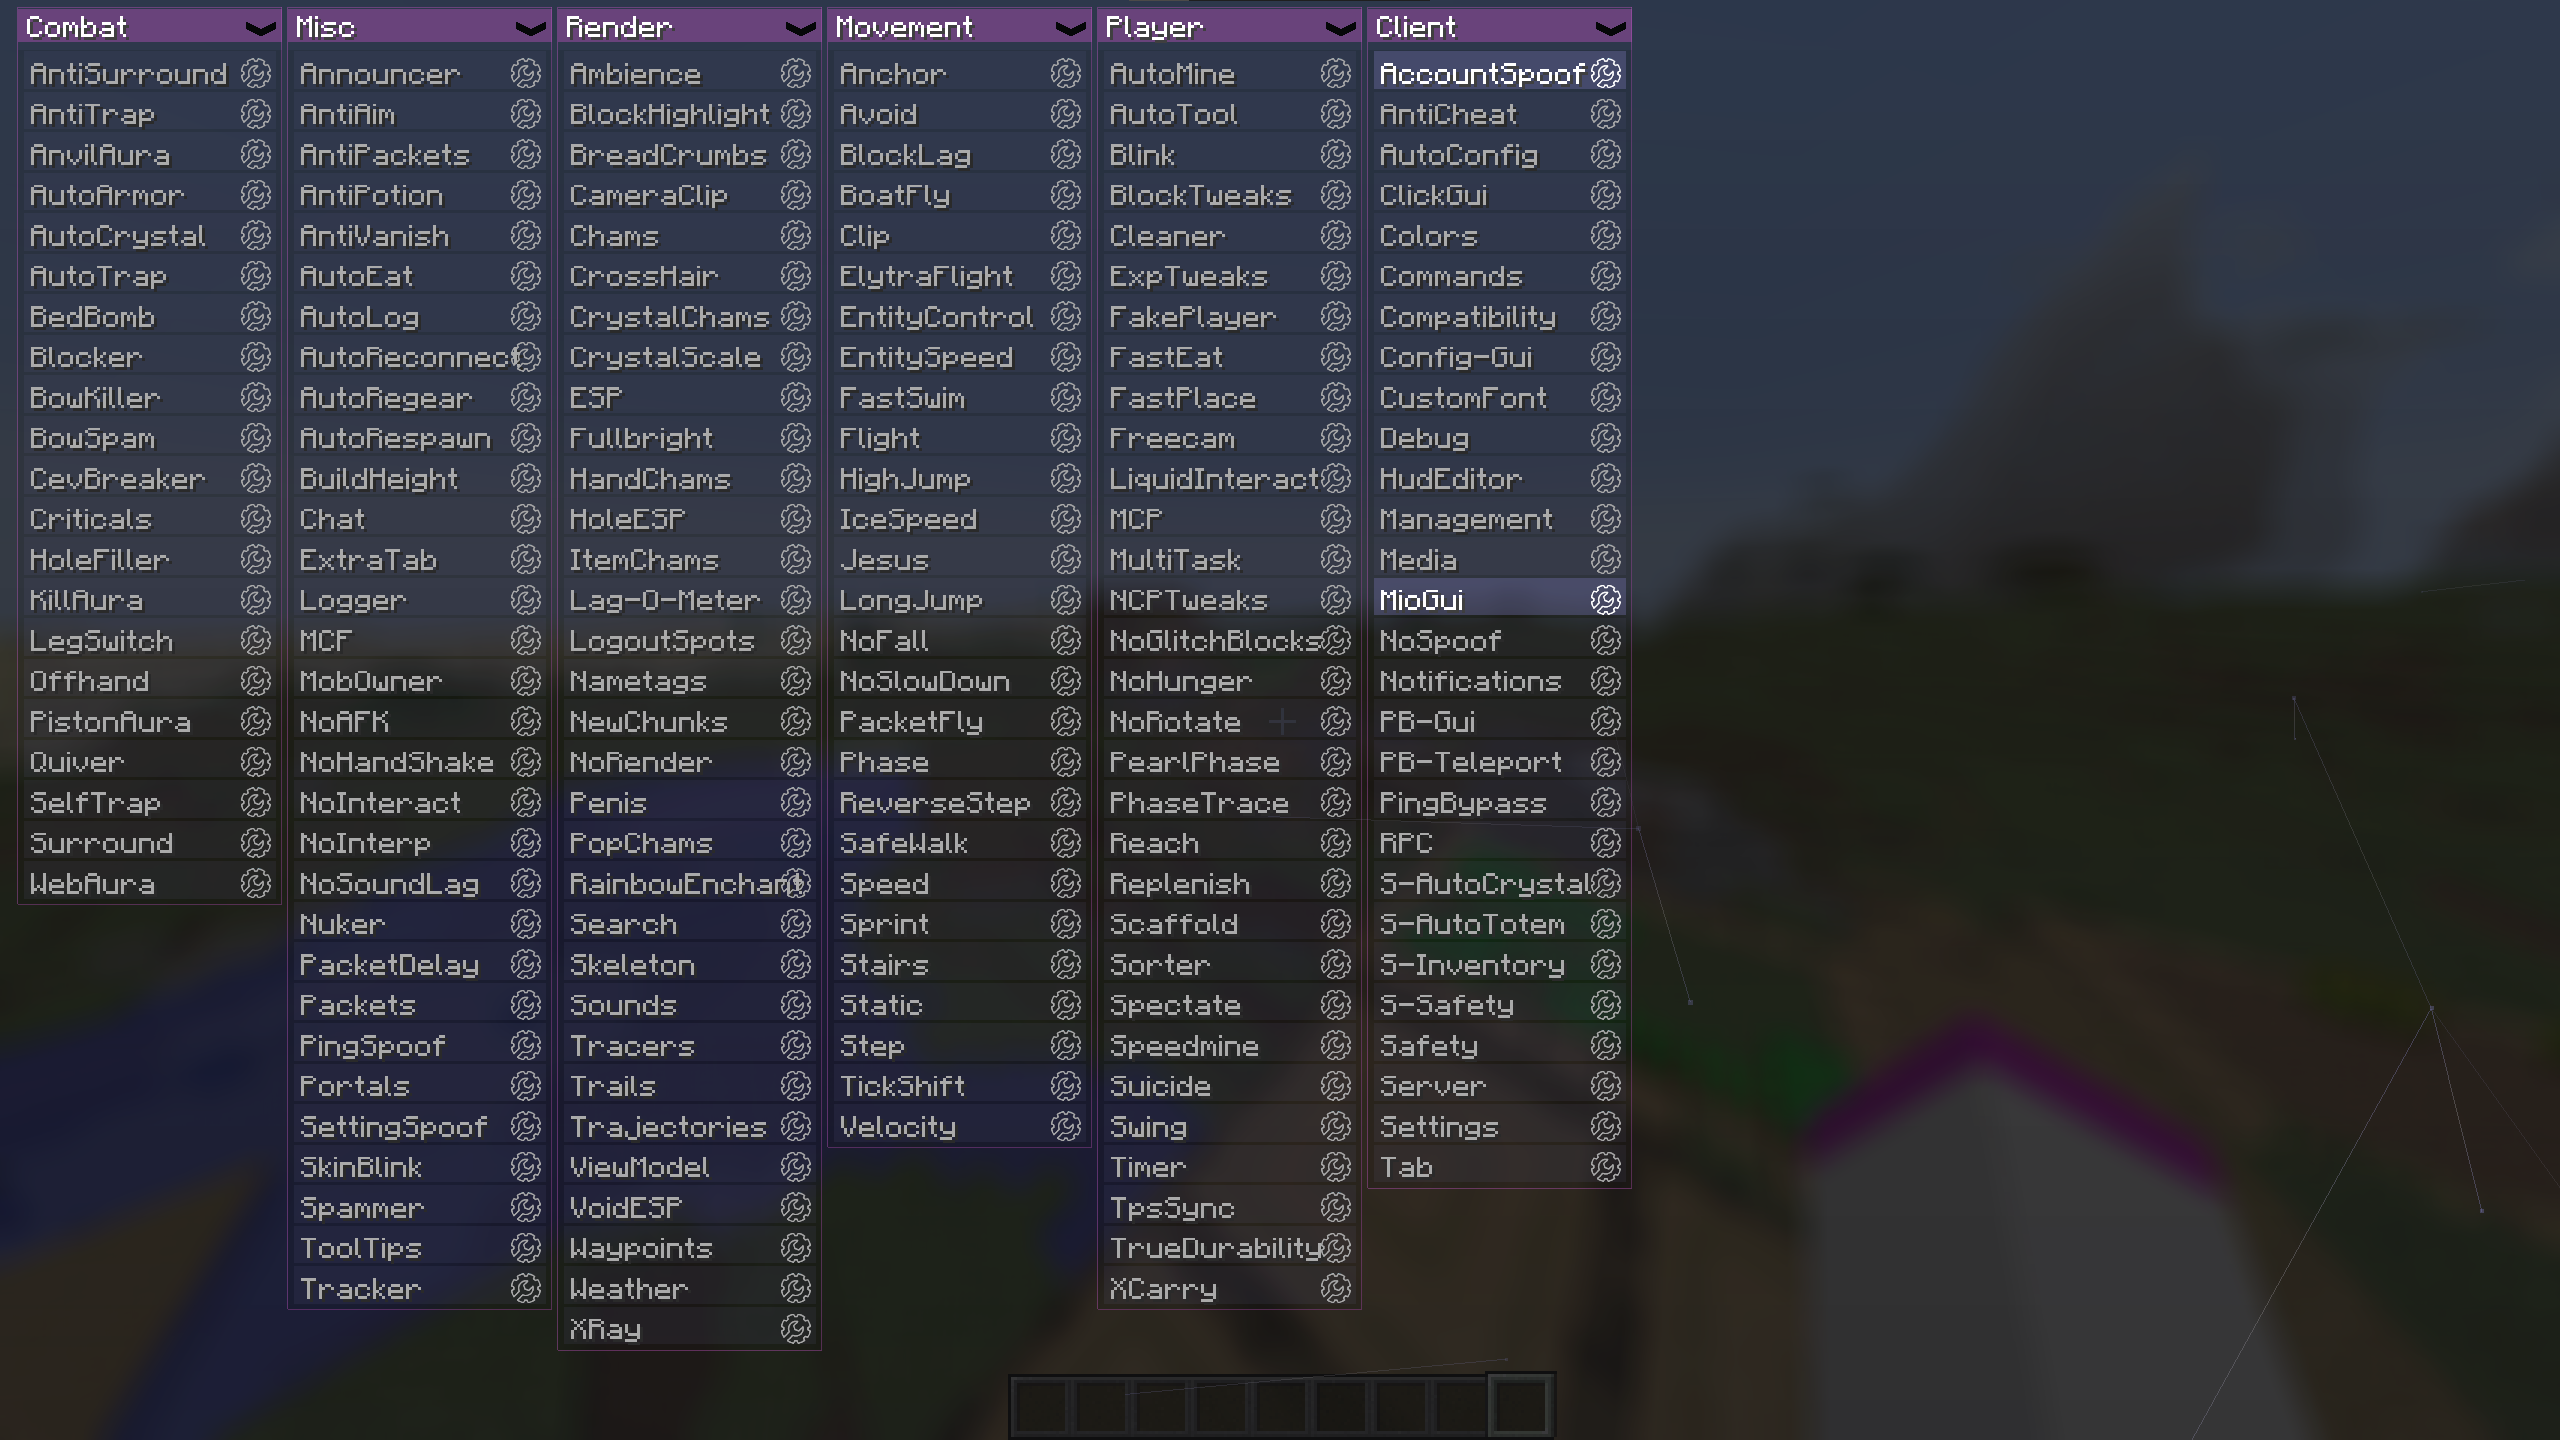 Combat
AntiSurround
AntiTrap
AnvilAura
AutoArmor
AutoCrystal
AutoTrap
BedBomb
Blocker
BowKiller
BowSpam
CevBreaker
Criticals
HoleFiller
KillAura
LegSwitch
Offhand
PistonAura
Quiver
SelfTrap
Surround
WebAura
Misc
Announcer
AntiAim
AntiPackets
AntiPotion
AntiVanish
AutoEat
AutoLog
AutoReconnect
AutoRegear
AutoRespawn
BuildHeight
Chat
ExtraTab
Logger
MCF
MobOwner
NoAFK
NoHandShake
NoInteract
NoInterp
NoSoundLag
Nuker
PacketDelay
Packets
PingSpoof
Portals
SettingSpoof
SkinBlink
Spammer
ToolTips
Tracker
Render
Ambience
BlockHighlight
BreadCrumbs
CameraClip
Chams
CrossHair
CrystalChams
CrystalScale
ESP
Fullbright
HandChams
HoleESP
ItemChams
Lag-O-Meter
LogoutSpots
Nametags
NewChunks
NoRender
Penis
PopChams
RainbowEnchant
Search
Skeleton
Sounds
Tracers
Trails
Trajectories
ViewModel
VoidESP
Waypoints
Weather
XRay
Movement
Anchor
Avoid
BlockLag
BoatFly
Clip
ElytraFlight
EntityControl
EntitySpeed
FastSwim
Flight
HighJump
IceSpeed
Jesus
LongJump
NoFall
NoSlowDown
PacketFly
Phase
ReverseStep
SafeWalk
Speed
Sprint
Stairs
Static
Step
TickShift
Velocity
Player
AutoMine
AutoTool
Blink
BlockTweaks
Cleaner
ExpTweaks
FakePlayer
FastEat
FastPlace
Freecam
LiquidInteract
MCP
MultiTask
NCPTweaks
NoGlitchBlocks
NoHunger
NoRotate
PearlPhase
PhaseTrace
Reach
Replenish
Scaffold
Sorter
Spectate
Speedmine
Suicide
Swing
Timer
TpsSync
TrueDurability
XCarry
Client
AccountSpoof
AntiCheat
AutoConfig
ClickGui
Colors
Commands
Compatibility
Config-Gui
CustomFont
Debug
HudEditor
Management
Media
MioGui
NoSpoof
Notifications
PB-Gui
PB-Teleport
PingBypass
RPC
S-AutoCrystal
S-AutoTotem
S-Inventory
S-Safety
Safety
Server
Settings
Tab